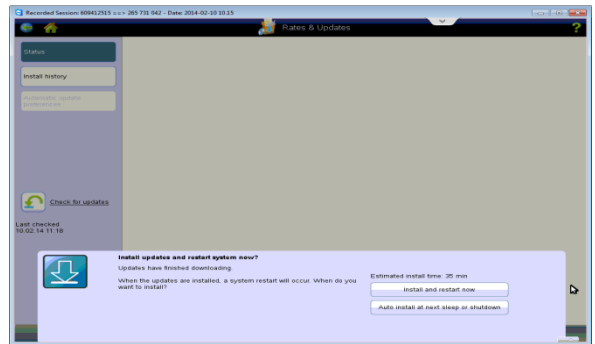 Recorded Session: 609412515 ==> 265 731 042 - Date: 2014-02-10 10.15
Rates & Updates
?
Status
Install history
Automatic update
preferences
Check for updates
Last checked
10.02.14 11.18
Install updates and restart system now?
Updates have finished downloading.
When the updates are installed, a system restart will occur. When do you
want to install?
Estimated install time: 35 min
Install and restart now
Auto install at next sleep or shutdown